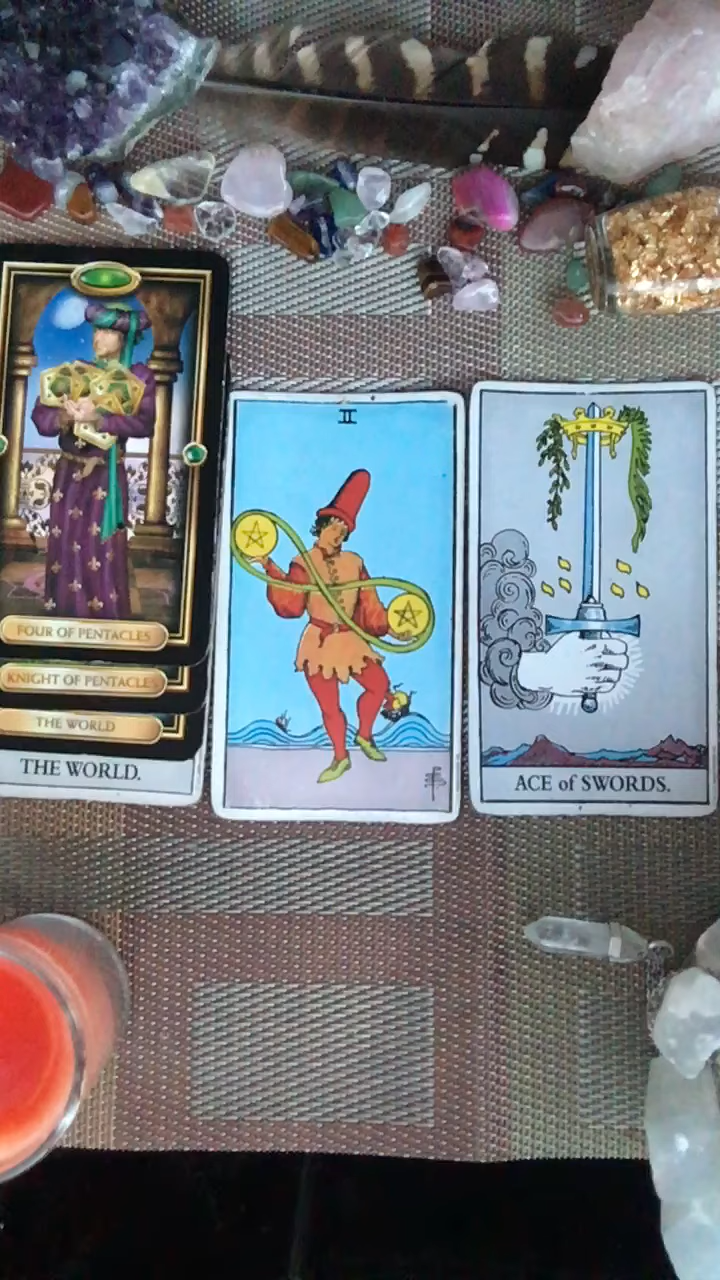 FOUR OF PENTACLES
KNIGHT OF PENTACLES
THE WORLD
THE WORLD.
II
ACE of SWORDS.